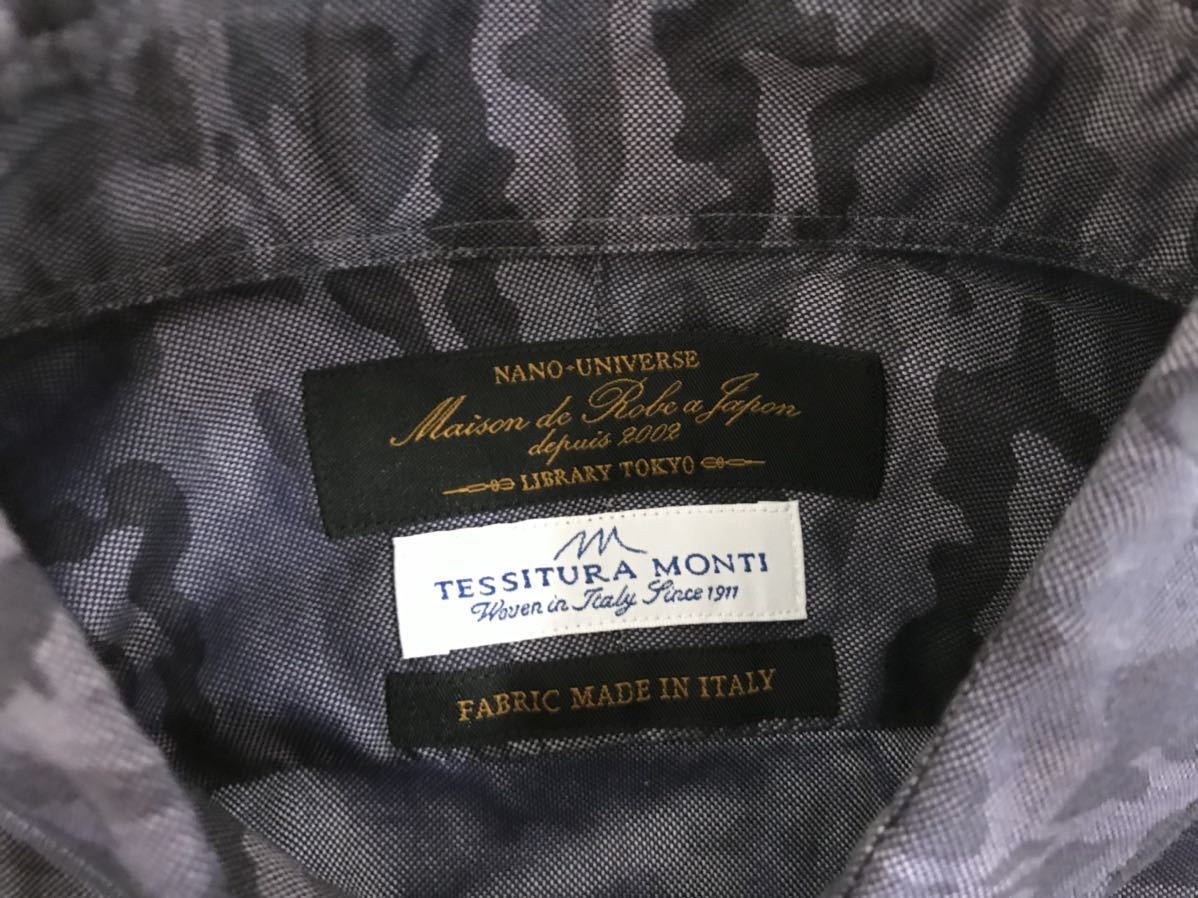 NANO·UNIVERSE
Maison de Robe a Japon
depuis 2002
LIBRARY TOKYO
TESSITURA MONTI
Woven in Italy Since 1911
FABRIC MADE IN ITALY